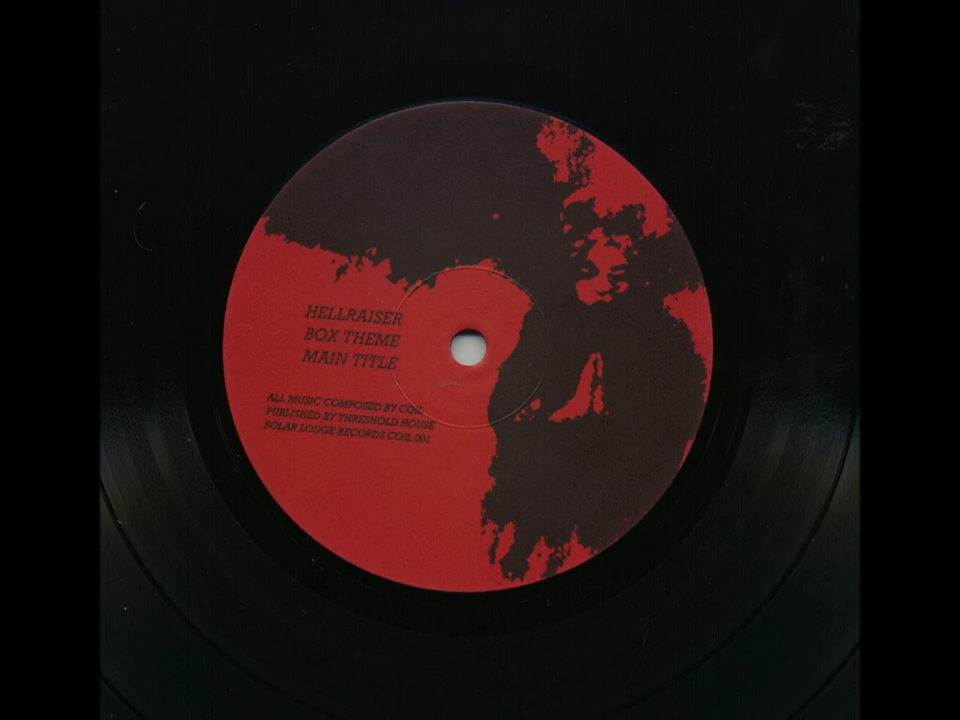 HELLRAISER
BOX THEME
MAIN TITLE
ALL MUSIC COMPOSED BY COIL
PUBLISHED BY THRESHOLD HOUSE
SOLAR LODGE RECORDS COIL 001